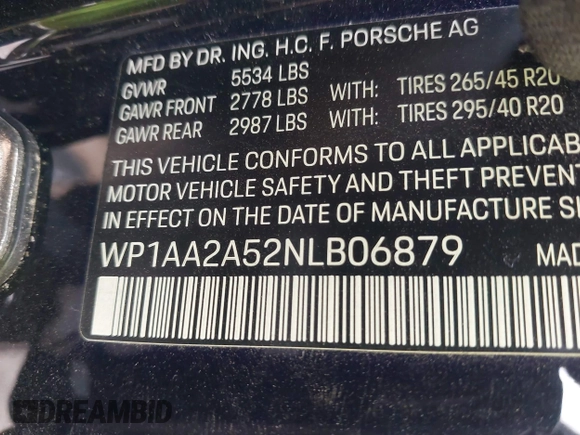 MFD BY DR. ING. H.C. F. PORSCHE AG
GVWR 5534 LBS
GAWR FRONT 2778 LBS WITH: TIRES 265/45 R20
GAWR REAR 2987 LBS WITH: TIRES 295/40 R20
THIS VEHICLE CONFORMS TO ALL APPLICAB
MOTOR VEHICLE SAFETY AND THEFT PREVENT
IN EFFECT ON THE DATE OF MANUFACTURE S
WP1AA2A52NLB06879 MAD
DREAMBID